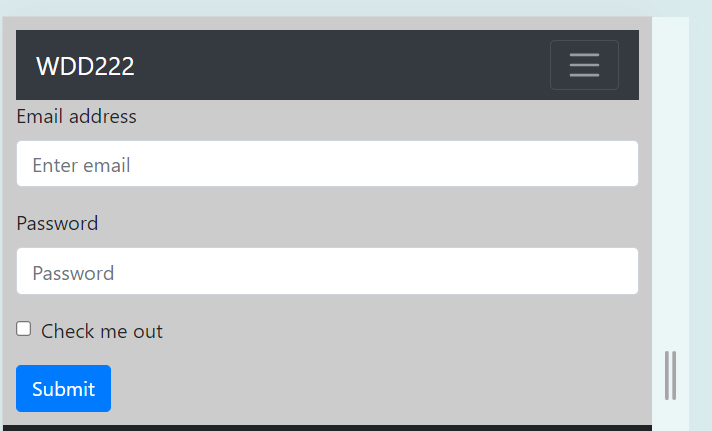 WDD222
Email address
Enter email
Password
Password
Check me out
Submit